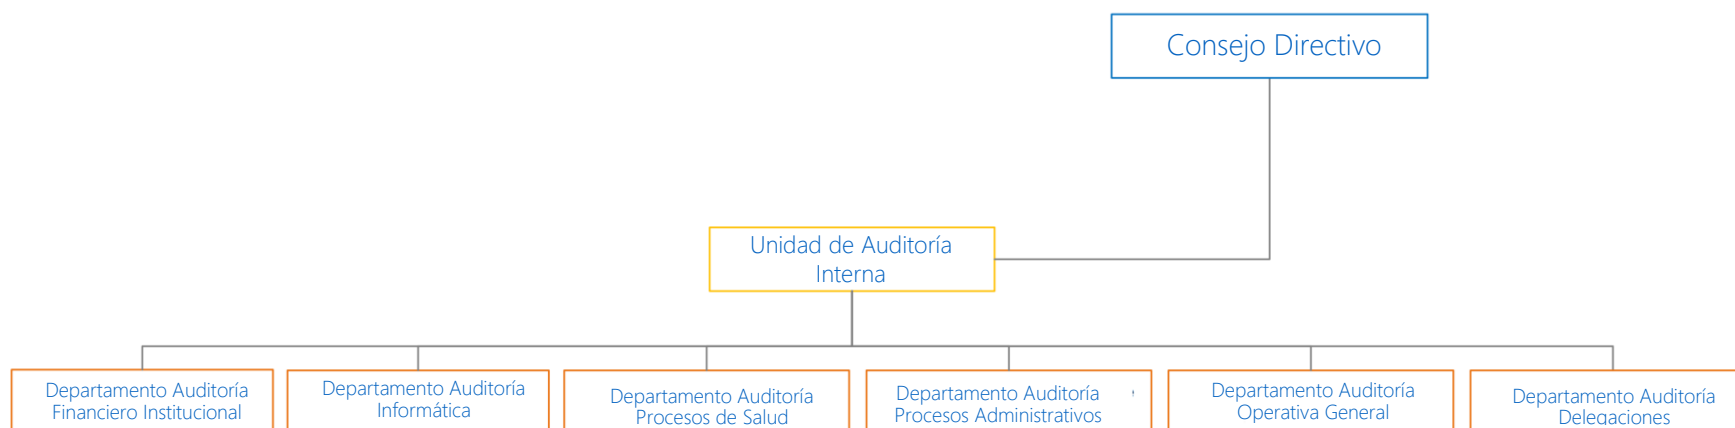 Consejo Directivo
Unidad de Auditoría
Interna
Departamento Auditoría
Financiero Institucional
Departamento Auditoría
Informática
Departamento Auditoría
Procesos de Salud
Departamento Auditoría
Procesos Administrativos
Departamento Auditoría
Operativa General
Departamento Auditoría
Delegaciones